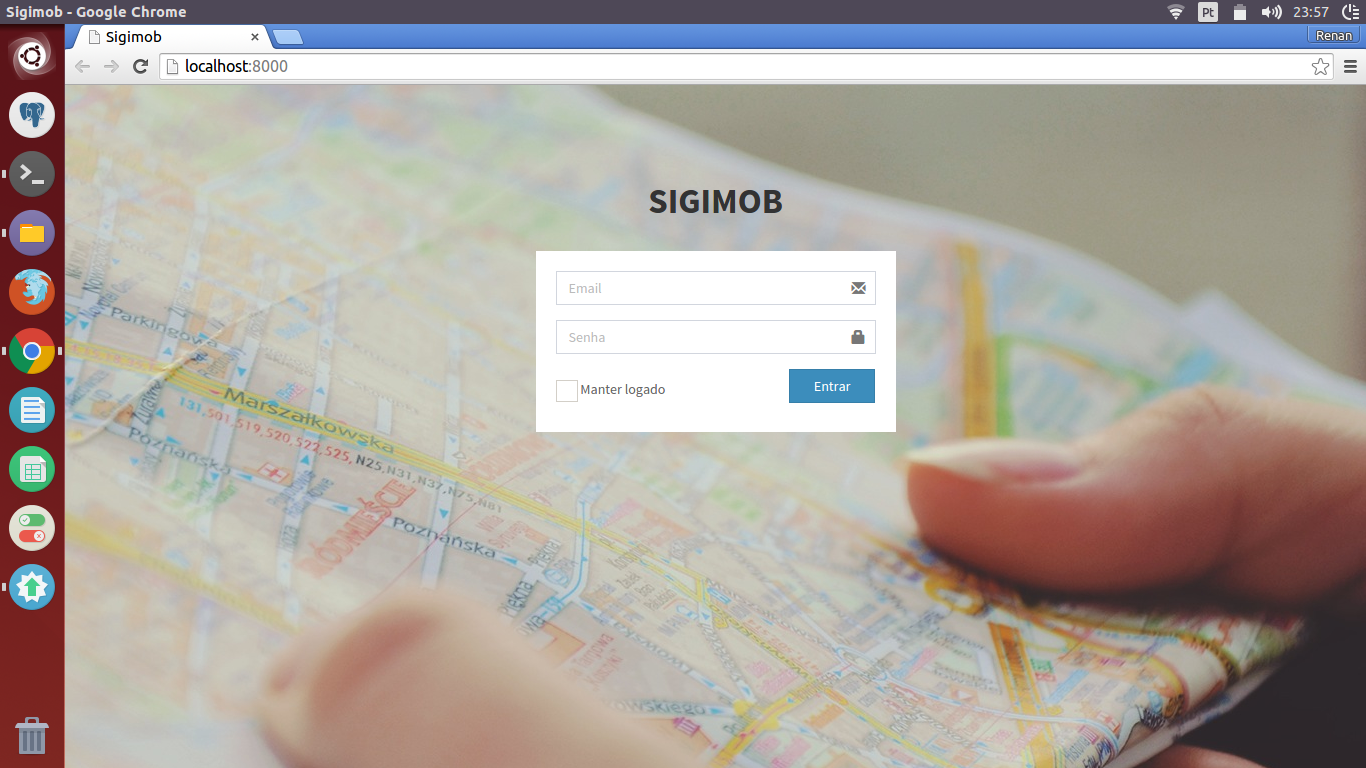 Sigimob - Google Chrome
Pt
23:57
Sigimob
Renan
localhost:8000
SIGIMOB
Email
Senha
Manter logado
Entrar
Parkingowa
Marszałkowska
131,501,519,520,522,525, N25,N31,N37,N75,N81
Poznańska
Poznańska